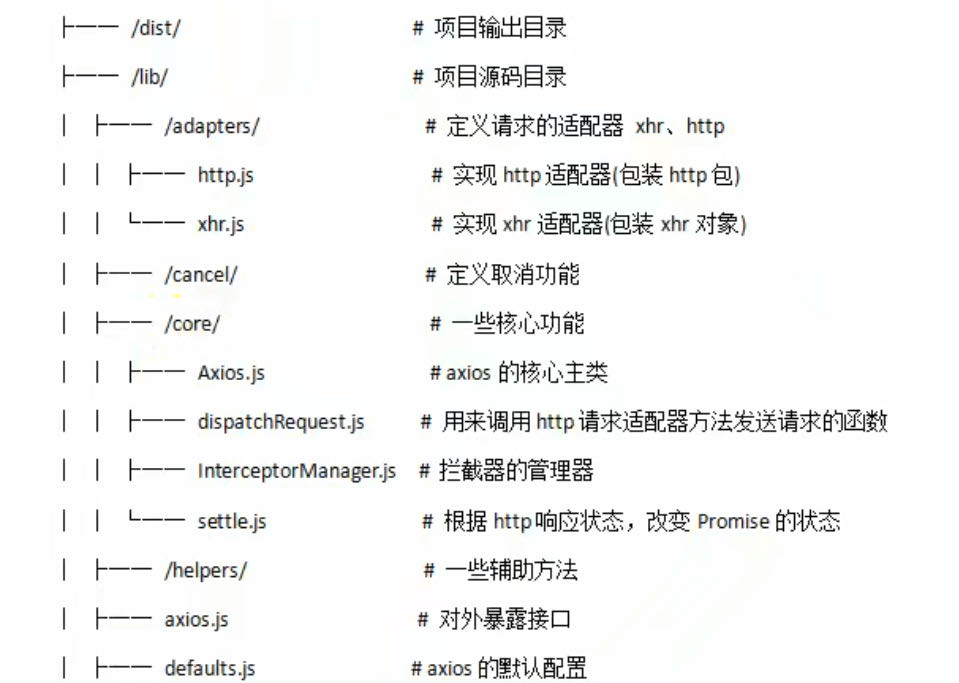 ├── /dist/ # 项目输出目录
├── /lib/ # 项目源码目录
│ ├── /adapters/ # 定义请求的适配器 xhr、http
│ │ ├── http.js # 实现 http 适配器(包装 http 包)
│ │ └── xhr.js # 实现 xhr 适配器(包装 xhr 对象)
│ ├── /cancel/ # 定义取消功能
│ ├── /core/ # 一些核心功能
│ │ ├── Axios.js # axios 的核心主类
│ │ ├── dispatchRequest.js # 用来调用 http 请求适配器方法发送请求的函数
│ │ ├── InterceptorManager.js # 拦截器的管理器
│ │ └── settle.js # 根据 http 响应状态，改变 Promise 的状态
│ ├── /helpers/ # 一些辅助方法
│ ├── axios.js # 对外暴露接口
│ ├── defaults.js # axios 的默认配置